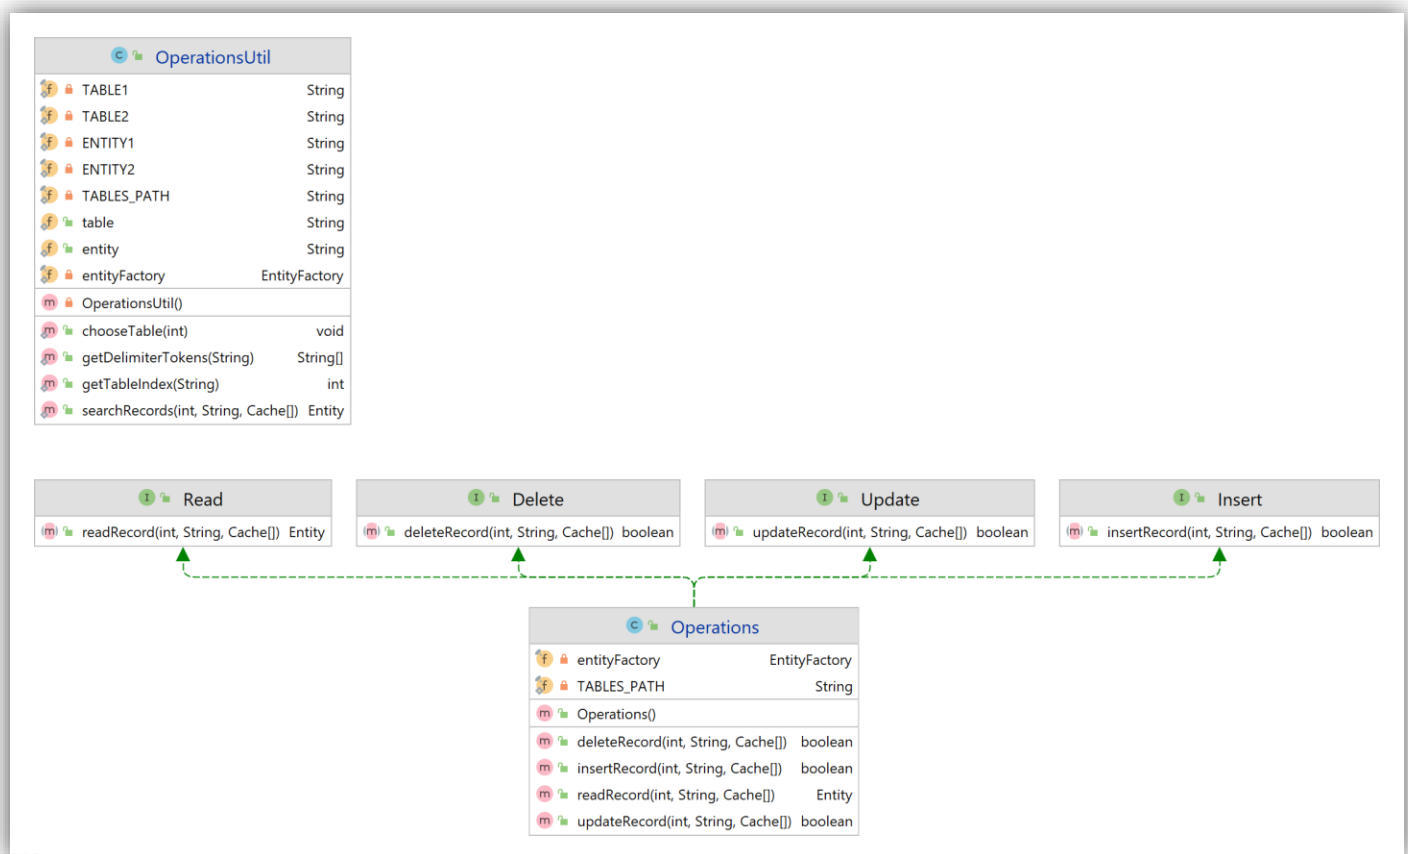 OperationsUtil
TABLE1 String
TABLE2 String
ENTITY1 String
ENTITY2 String
TABLES_PATH String
table String
entity String
entityFactory EntityFactory
OperationsUtil()
chooseTable(int) void
getDelimiterTokens(String) String[]
getTableIndex(String) int
searchRecords(int, String, Cache[]) Entity
Read
readRecord(int, String, Cache[]) Entity
Delete
deleteRecord(int, String, Cache[]) boolean
Update
updateRecord(int, String, Cache[]) boolean
Insert
insertRecord(int, String, Cache[]) boolean
Operations
entityFactory EntityFactory
TABLES_PATH String
Operations()
deleteRecord(int, String, Cache[]) boolean
insertRecord(int, String, Cache[]) boolean
readRecord(int, String, Cache[]) Entity
updateRecord(int, String, Cache[]) boolean